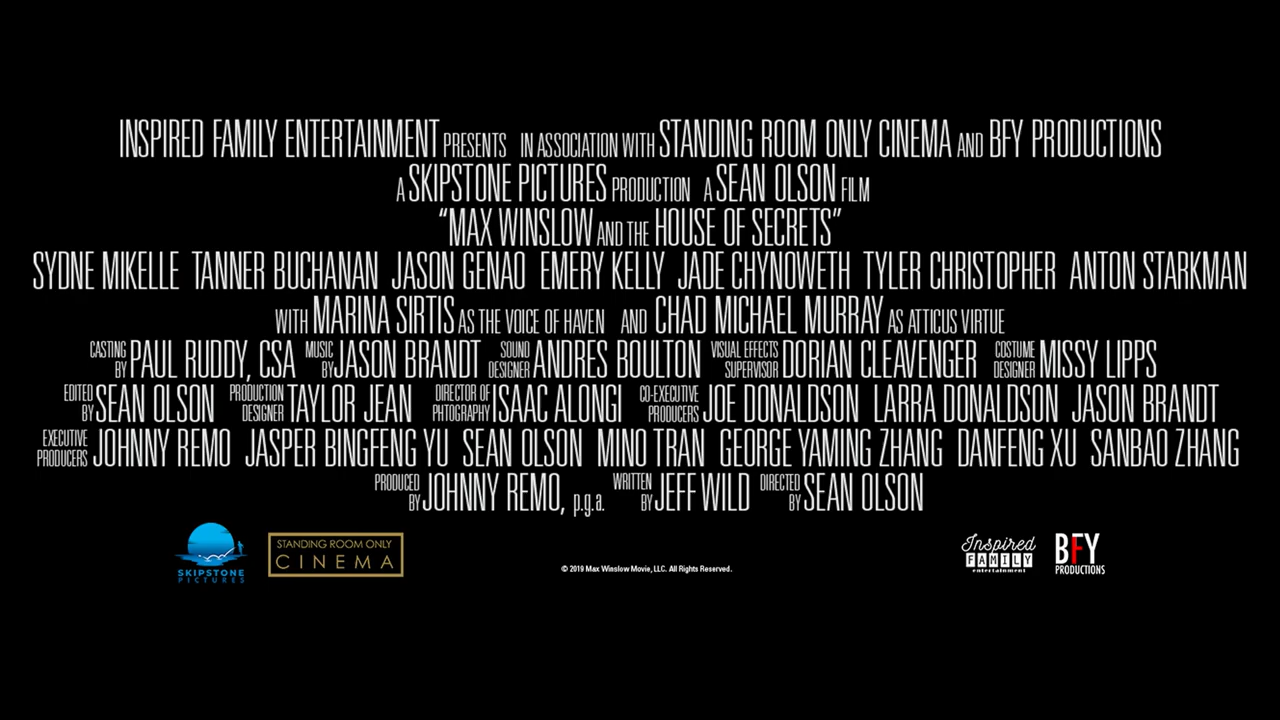 INSPIRED FAMILY ENTERTAINMENT PRESENTS IN ASSOCIATION WITH STANDING ROOM ONLY CINEMA AND BFY PRODUCTIONS
A SKIPSTONE PICTURES PRODUCTION A SEAN OLSON FILM
“MAX WINSLOW AND THE HOUSE OF SECRETS”
SYDNE MIKELLE TANNER BUCHANAN JASON GENAO EMERY KELLY JADE CHYNOWETH TYLER CHRISTOPHER ANTON STARKMAN
WITH MARINA SIRTIS AS THE VOICE OF HAVEN AND CHAD MICHAEL MURRAY AS ATTICUS VIRTUE
CASTING BY PAUL RUDDY, CSA MUSIC BY JASON BRANDT SOUND DESIGNER ANDRES BOULTON VISUAL EFFECTS SUPERVISOR DORIAN CLEAVENGER COSTUME DESIGNER MISSY LIPPS
EDITED BY SEAN OLSON PRODUCTION DESIGNER TAYLOR JEAN DIRECTOR OF PHTOGRAPHY ISAAC ALONGI CO-EXECUTIVE PRODUCERS JOE DONALDSON LARRA DONALDSON JASON BRANDT
EXECUTIVE PRODUCERS JOHNNY REMO JASPER BINGFENG YU SEAN OLSON MINO TRAN GEORGE YAMING ZHANG DANFENG XU SANBAO ZHANG
PRODUCED BY JOHNNY REMO, p.g.a. WRITTEN BY JEFF WILD DIRECTED BY SEAN OLSON
SKIPSTONE
PICTURES
STANDING ROOM ONLY
CINEMA
© 2019 Max Winslow Movie, LLC. All Rights Reserved.
Inspired
FAMILY
entertainment
BFY
PRODUCTIONS